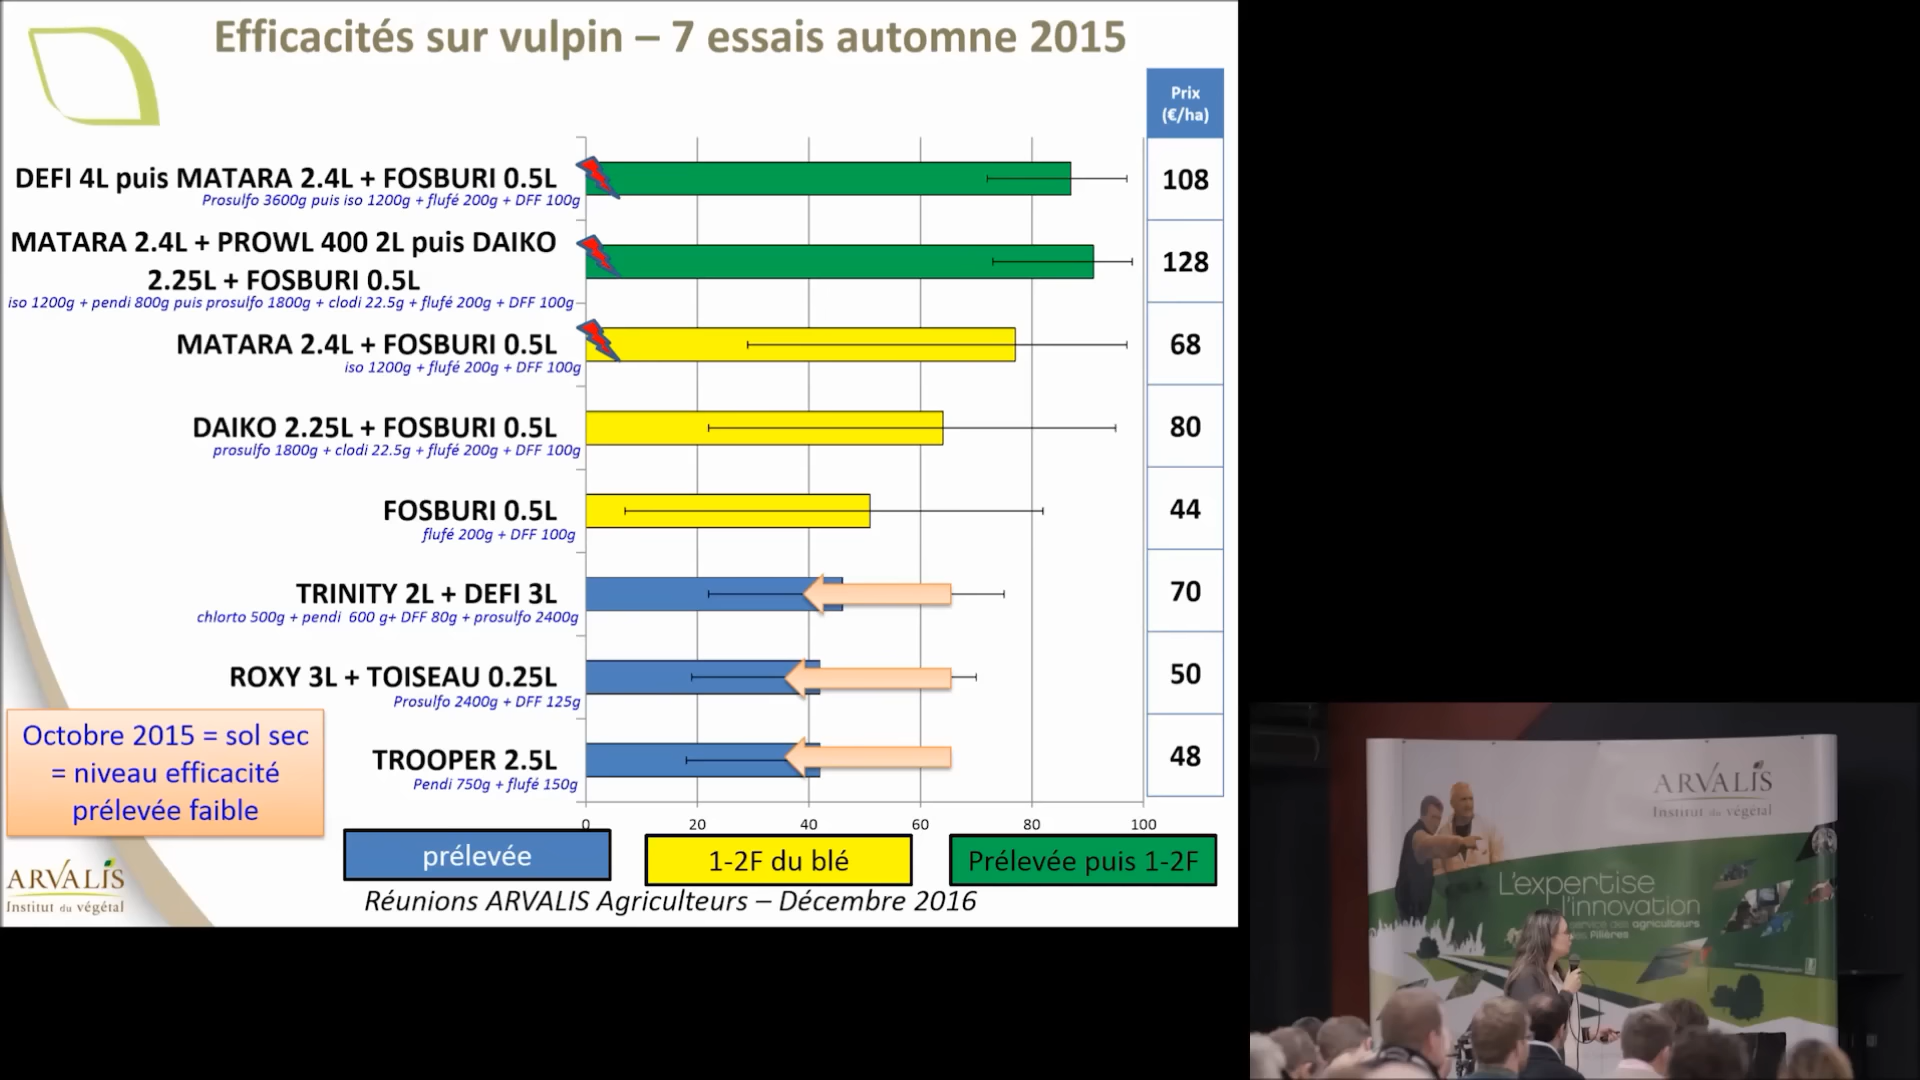 Efficacités sur vulpin – 7 essais automne 2015
Prix
(€/ha)
DEFI 4L puis MATARA 2.4L + FOSBURI 0.5L
Prosulfo 3600g puis iso 1200g + flufé 200g + DFF 100g
108
MATARA 2.4L + PROWL 400 2L puis DAIKO
2.25L + FOSBURI 0.5L
iso 1200g + pendi 800g puis prosulfo 1800g + clodi 22.5g + flufé 200g + DFF 100g
128
MATARA 2.4L + FOSBURI 0.5L
iso 1200g + flufé 200g + DFF 100g
68
DAIKO 2.25L + FOSBURI 0.5L
prosulfo 1800g + clodi 22.5g + flufé 200g + DFF 100g
80
FOSBURI 0.5L
flufé 200g + DFF 100g
44
TRINITY 2L + DEFI 3L
chlorto 500g + pendi 600 g+ DFF 80g + prosulfo 2400g
70
ROXY 3L + TOISEAU 0.25L
Prosulfo 2400g + DFF 125g
50
TROOPER 2.5L
Pendi 750g + flufé 150g
48
Octobre 2015 = sol sec
= niveau efficacité
prélevée faible
0 20 40 60 80 100
prélevée
1-2F du blé
Prélevée puis 1-2F
ARVALIS
Institut du végétal
Réunions ARVALIS Agriculteurs – Décembre 2016
ARVALIS
Institut du végétal
L'expertise
l'innovation
service des agriculteurs
des Filières